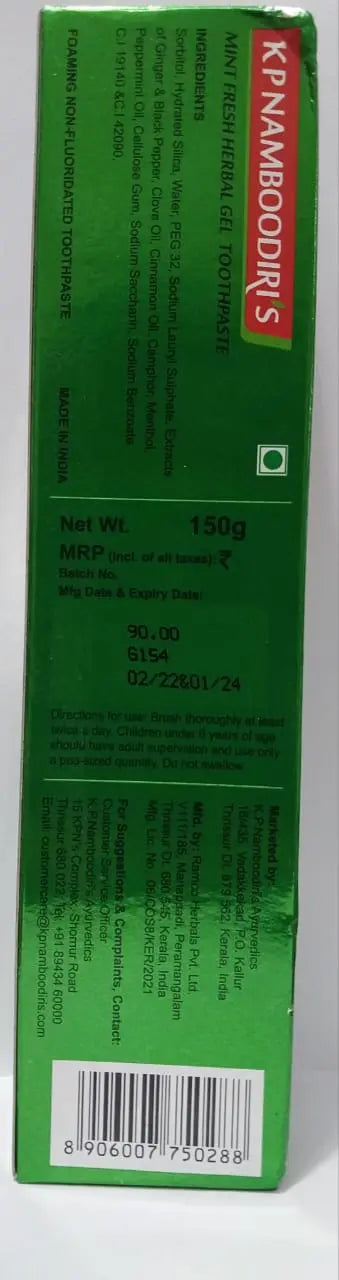 KPNAMBOODIRI'S
MINT FRESH HERBAL GEL TOOTHPASTE
INGREDIENTS
Sorbitol, Hydrated Silica, Water, PEG 32, Sodium Lauryl Sulphate, Extracts
of Ginger & Black Pepper, Clove Oil, Cinnamon Oil, Camphor, Menthol,
Peppermint Oil, Cellulose Gum, Sodium Saccharin, Sodium Benzoate
C.I 19140 &C.I 42090.
FOAMING NON-FLUORIDATED TOOTHPASTE MADE IN INDIA
Net Wt. 150g
MRP (incl. of all taxes): ₹
Batch No.
Mfg Date & Expiry Date:
90.00
G154
02/22&01/24
Directions for use: Brush thoroughly at least
twice a day. Children under 6 years of age
should have adult supervision and use only
a pea-sized quantity. Do not swallow
Marketed by:
K.P.Namboodiri's Ayurvedics
16/435, Vadakkekad, P.O. Kallur
Thrissur Dt. 679 562, Kerala, India
Mfd. by: Ramco Herbals Pvt. Ltd.
V111/185, Manappadi, Peramangalam
Thrissur Dt. 680 545, Kerala, India
Mfg. Lic. No. 06/COS8/KER/2021
For Suggestions & Complaints, Contact:
Customer Service Officer
K.P.Namboodiri's Ayurvedics
15 KPN's Complex, Shornur Road
Thrissur 680 022, Tel: +91 89434 60000
Email: customercare@kpnamboodiris.com
8 906007 750288